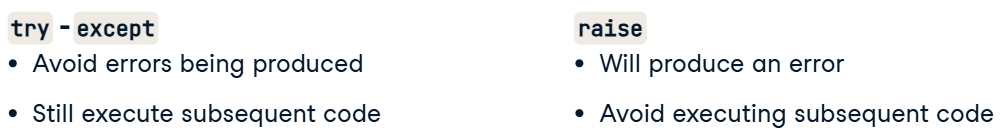 try - except
• Avoid errors being produced
• Still execute subsequent code
raise
• Will produce an error
• Avoid executing subsequent code